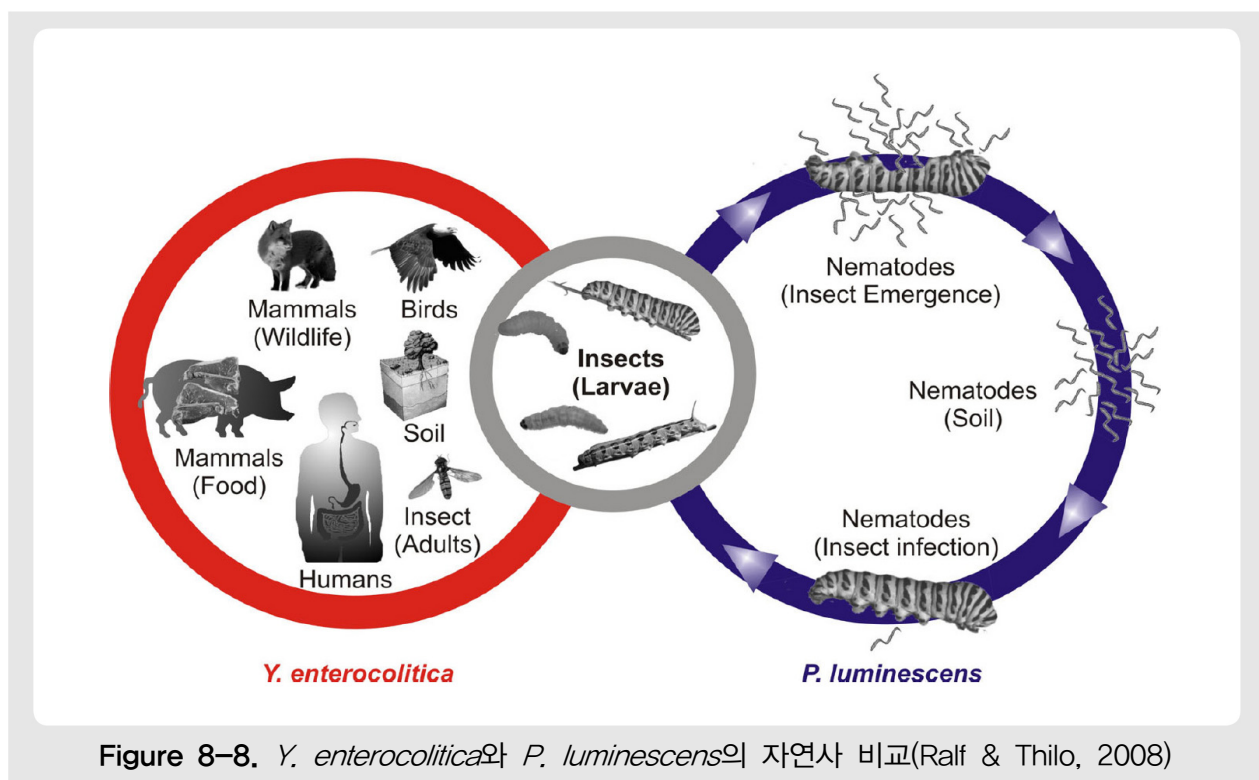 Mammals
(Wildlife)
Birds
Mammals
(Food)
Soil
Insect
(Adults)
Humans
Insects
(Larvae)
Nematodes
(Insect Emergence)
Nematodes
(Soil)
Nematodes
(Insect infection)
Y. enterocolitica
P. luminescens
Figure 8-8. Y. enterocolitica와 P. luminescens의 자연사 비교(Ralf & Thilo, 2008)